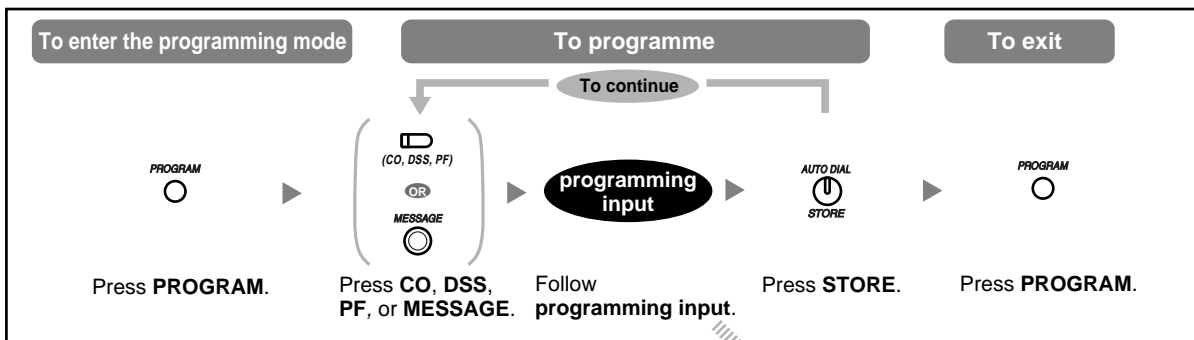 To enter the programming mode
To programme
To exit
To continue
PROGRAM
(CO, DSS, PF)
OR
MESSAGE
programming
input
AUTO DIAL
STORE
PROGRAM
Press PROGRAM.
Press CO, DSS,
PF, or MESSAGE.
Follow
programming input.
Press STORE.
Press PROGRAM.